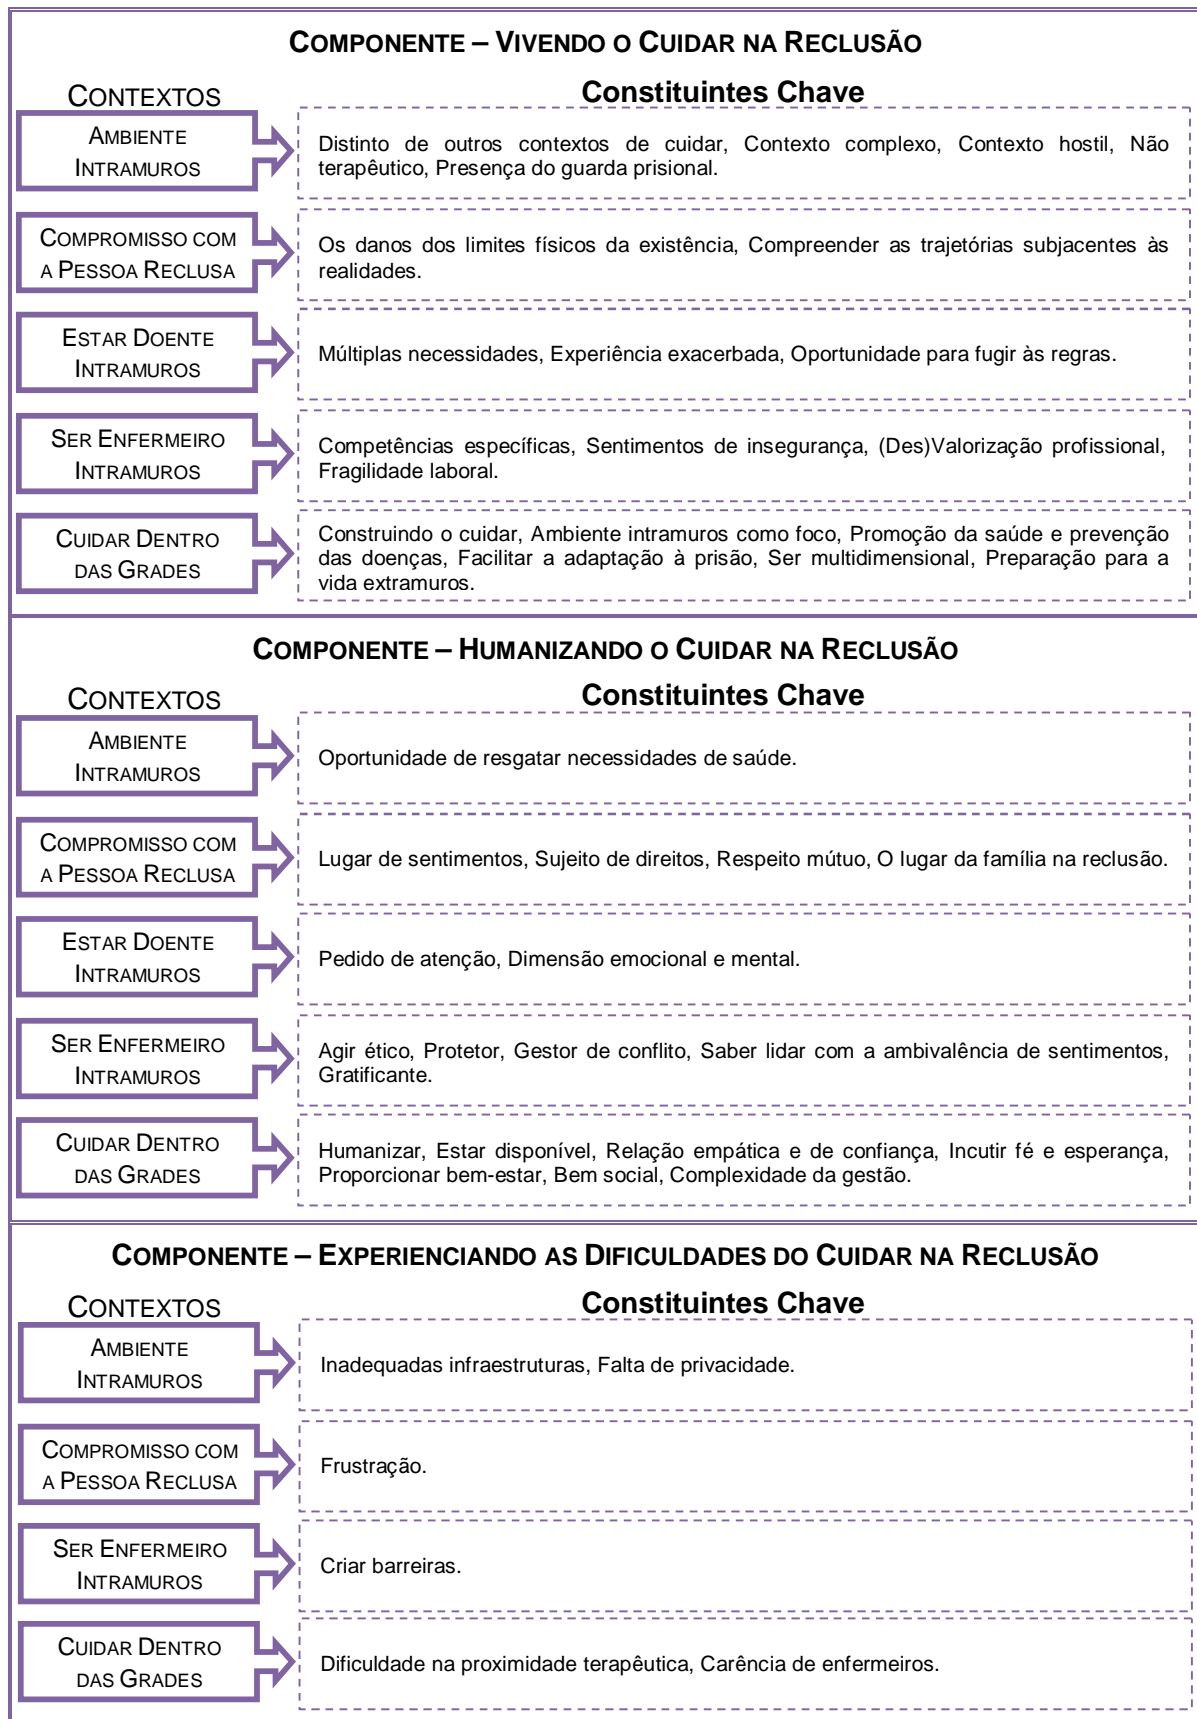 COMPONENTE – VIVENDO O CUIDAR NA RECLUSÃO
CONTEXTOS
Constituintes Chave
AMBIENTE
INTRAMUROS
Distinto de outros contextos de cuidar, Contexto complexo, Contexto hostil, Não
terapêutico, Presença do guarda prisional.
COMPROMISSO COM
A PESSOA RECLUSA
Os danos dos limites físicos da existência, Compreender as trajetórias subjacentes às
realidades.
ESTAR DOENTE
INTRAMUROS
Múltiplas necessidades, Experiência exacerbada, Oportunidade para fugir às regras.
SER ENFERMEIRO
INTRAMUROS
Competências específicas, Sentimentos de insegurança, (Des)Valorização profissional,
Fragilidade laboral.
CUIDAR DENTRO
DAS GRADES
Construindo o cuidar, Ambiente intramuros como foco, Promoção da saúde e prevenção
das doenças, Facilitar a adaptação à prisão, Ser multidimensional, Preparação para a
vida extramuros.
COMPONENTE – HUMANIZANDO O CUIDAR NA RECLUSÃO
CONTEXTOS
Constituintes Chave
AMBIENTE
INTRAMUROS
Oportunidade de resgatar necessidades de saúde.
COMPROMISSO COM
A PESSOA RECLUSA
Lugar de sentimentos, Sujeito de direitos, Respeito mútuo, O lugar da família na reclusão.
ESTAR DOENTE
INTRAMUROS
Pedido de atenção, Dimensão emocional e mental.
SER ENFERMEIRO
INTRAMUROS
Agir ético, Protetor, Gestor de conflito, Saber lidar com a ambivalência de sentimentos,
Gratificante.
CUIDAR DENTRO
DAS GRADES
Humanizar, Estar disponível, Relação empática e de confiança, Incutir fé e esperança,
Proporcionar bem-estar, Bem social, Complexidade da gestão.
COMPONENTE – EXPERIENCIANDO AS DIFICULDADES DO CUIDAR NA RECLUSÃO
CONTEXTOS
Constituintes Chave
AMBIENTE
INTRAMUROS
Inadequadas infraestruturas, Falta de privacidade.
COMPROMISSO COM
A PESSOA RECLUSA
Frustração.
SER ENFERMEIRO
INTRAMUROS
Criar barreiras.
CUIDAR DENTRO
DAS GRADES
Dificuldade na proximidade terapêutica, Carência de enfermeiros.